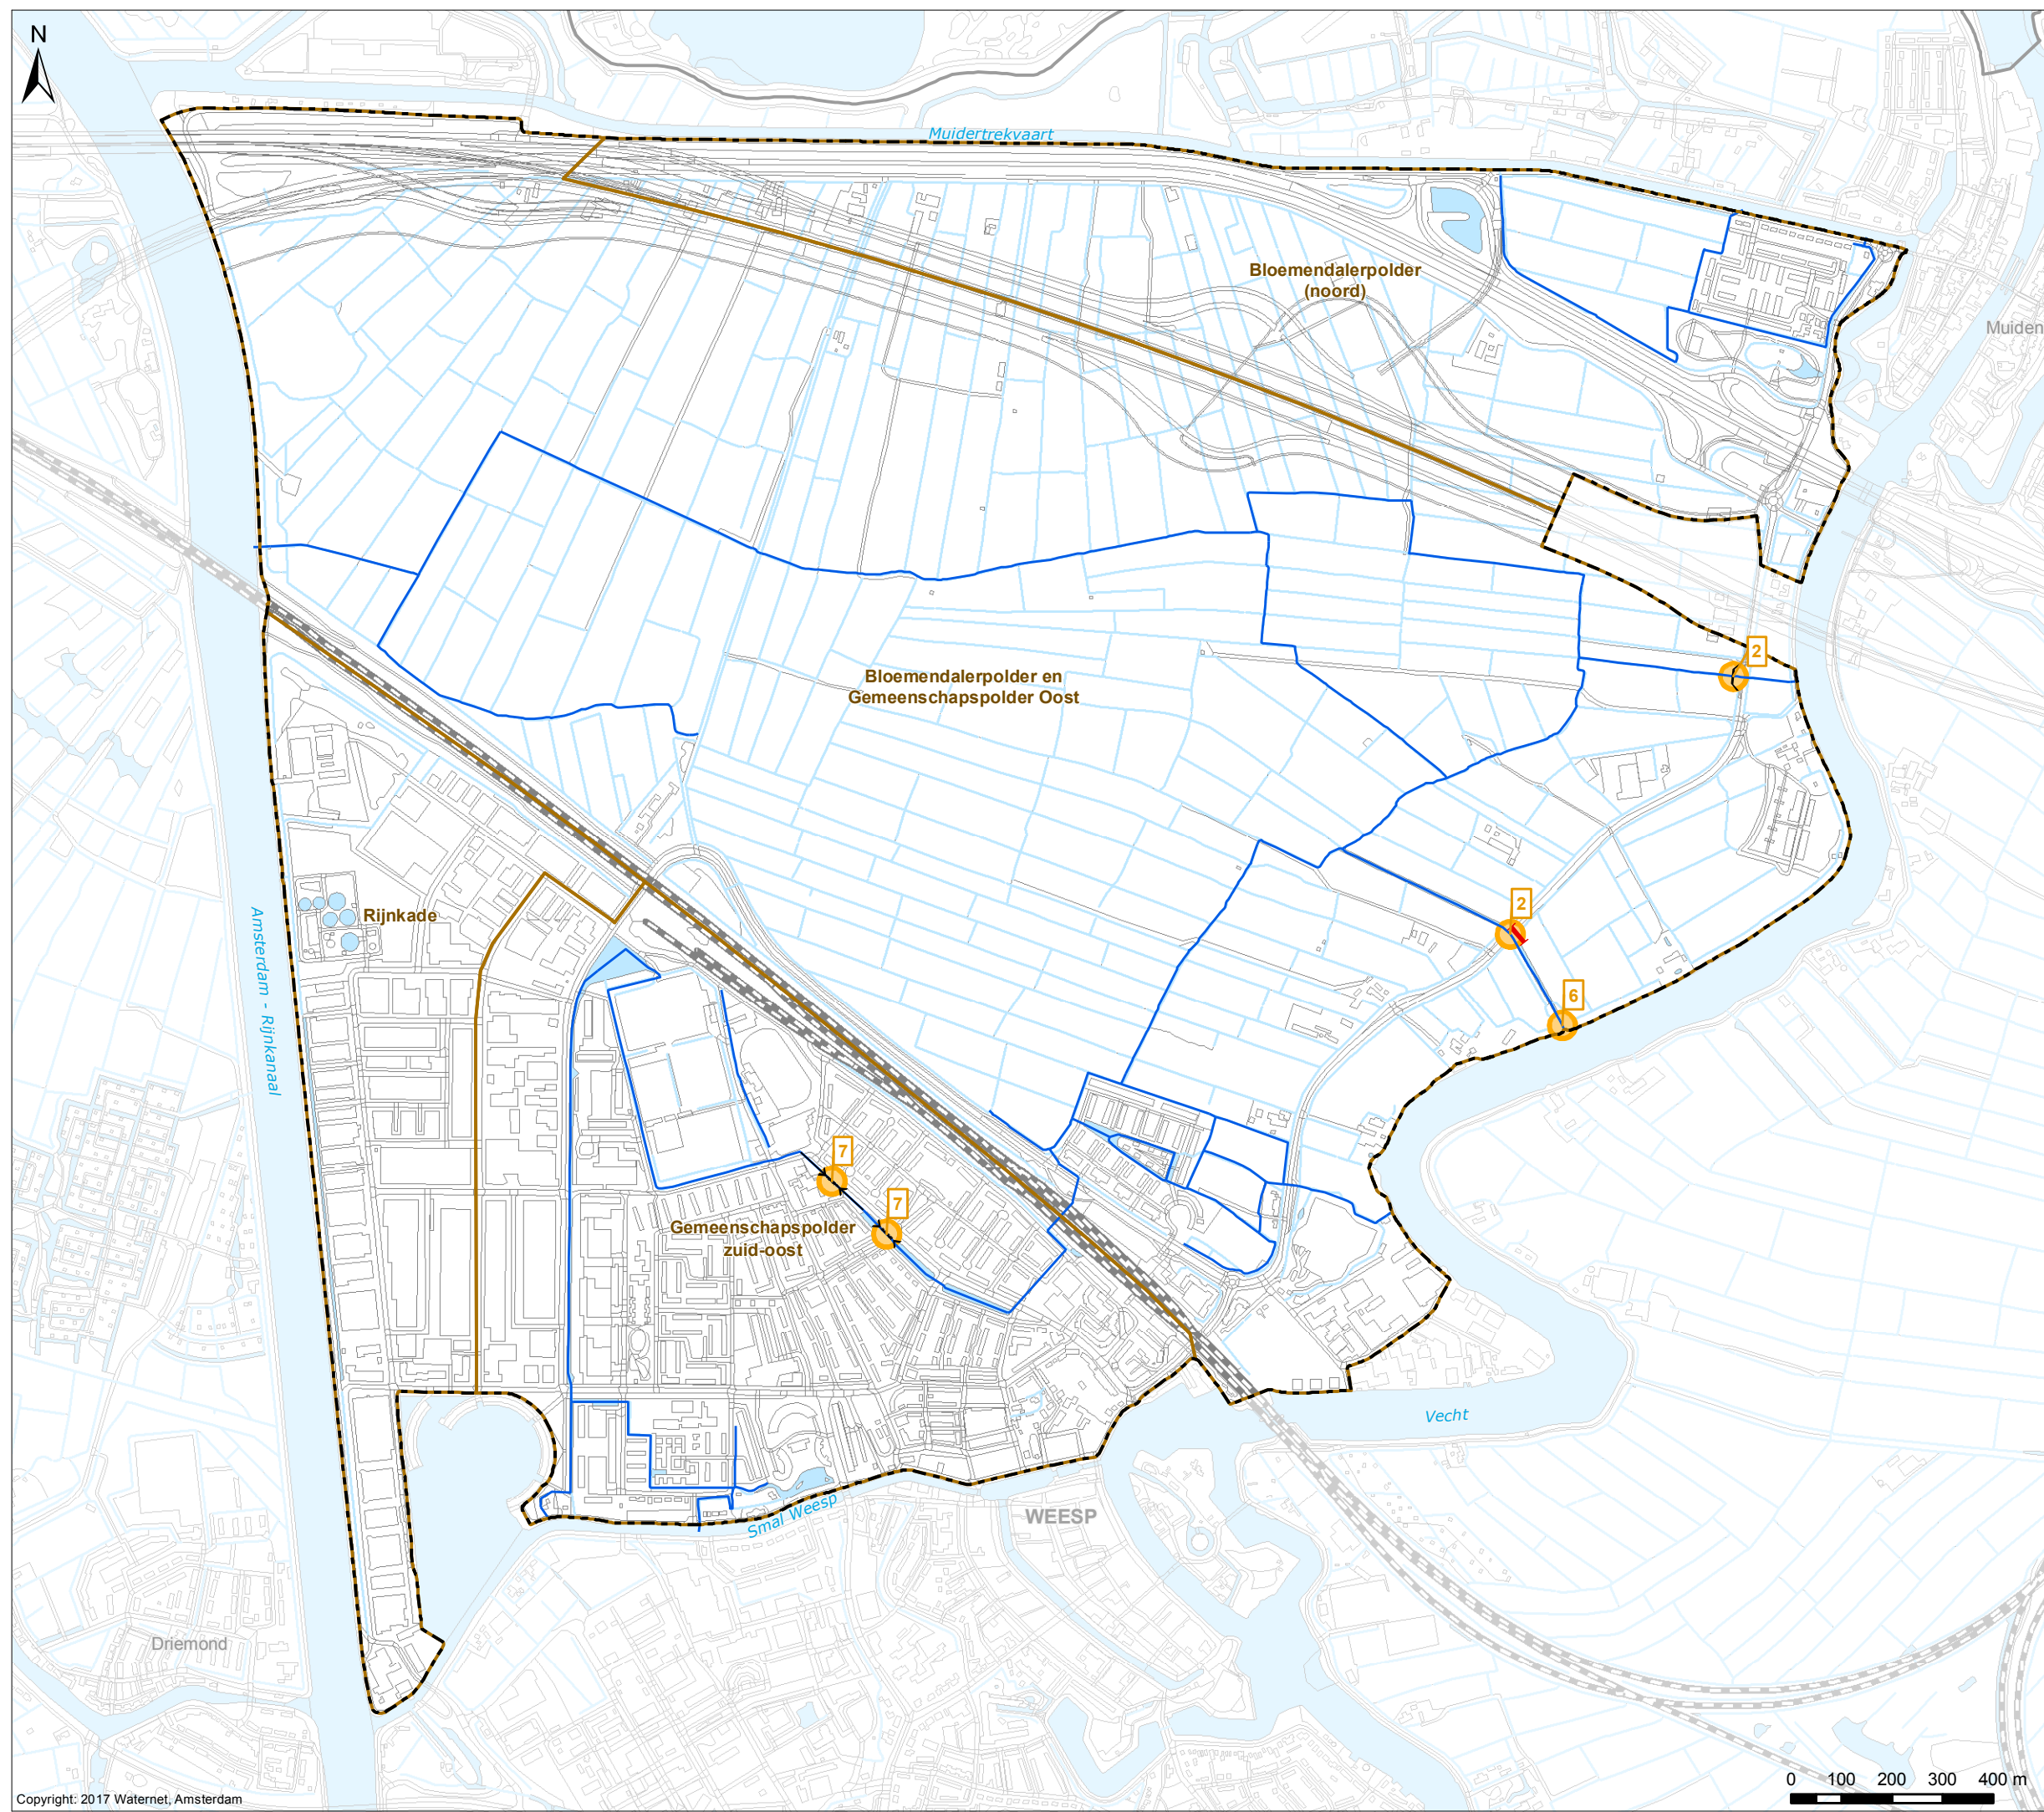 N
Muidertrekvaart
Bloemendalerpolder
(noord)
Muiden
2
Bloemendalerpolder en
Gemeenschapspolder Oost
2
Rijnkade
Amsterdam - Rijnkanaal
6
7
7
Gemeenschapspolder
zuid-oost
Vecht
Smal Weesp
WEESP
Driemond
0 100 200 300 400 m
Copyright: 2017 Waternet, Amsterdam